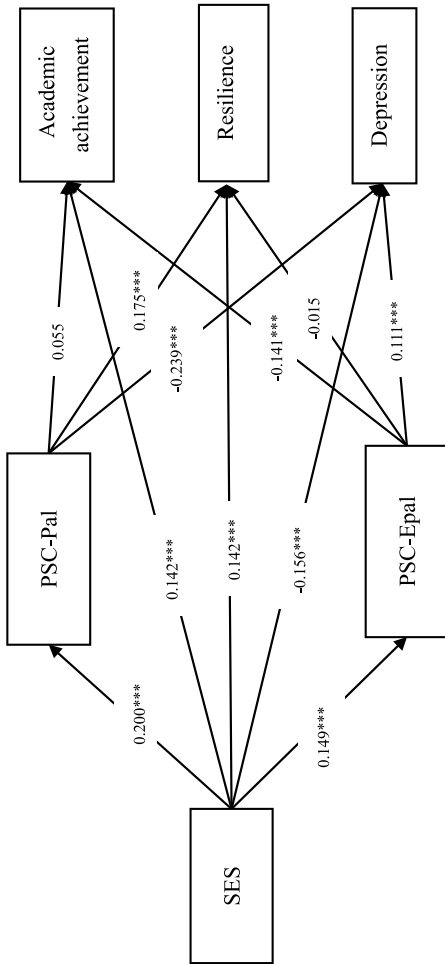 Academic
achievement
Resilience
Depression
0.055
0.175***
-0.239***
-0.141***
-0.015
0.111***
PSC-Pal
PSC-Epal
0.142***
0.142***
-0.156***
0.200***
0.149***
SES